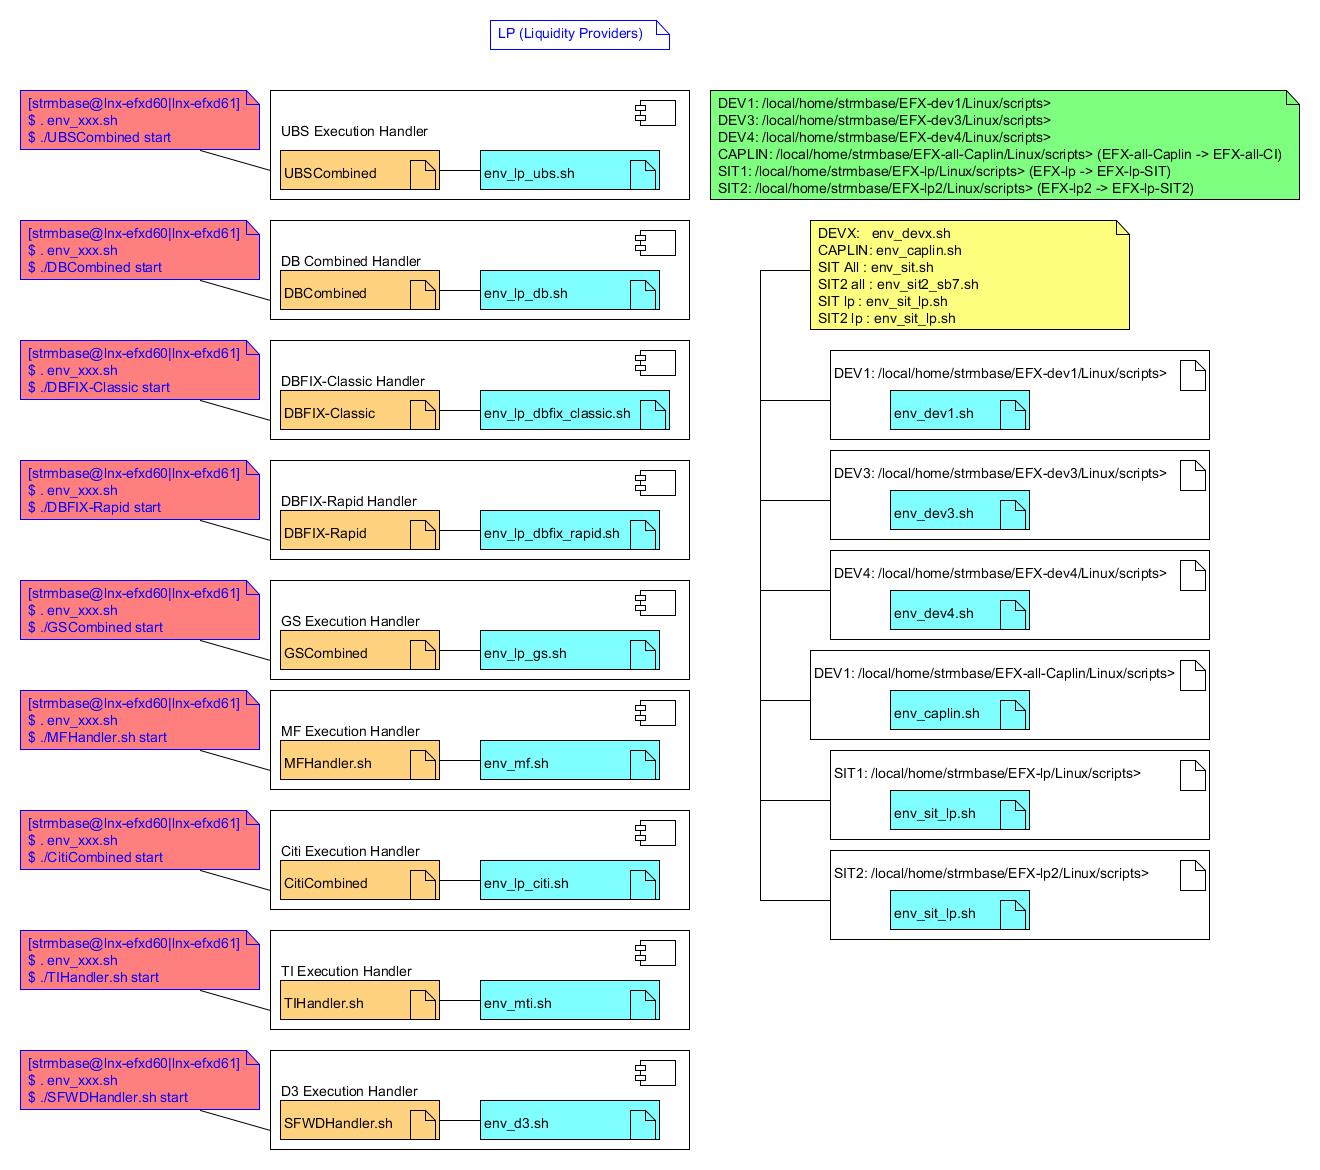 LP (Liquidity Providers)
[strmbase@lnx-efxd60|lnx-efxd61]
$ . env_xxx.sh
$ ./UBSCombined start
UBS Execution Handler
UBSCombined
env_lp_ubs.sh
[strmbase@lnx-efxd60|lnx-efxd61]
$ . env_xxx.sh
$ ./DBCombined start
DB Combined Handler
DBCombined
env_lp_db.sh
[strmbase@lnx-efxd60|lnx-efxd61]
$ . env_xxx.sh
$ ./DBFIX-Classic start
DBFIX-Classic Handler
DBFIX-Classic
env_lp_dbfix_classic.sh
[strmbase@lnx-efxd60|lnx-efxd61]
$ . env_xxx.sh
$ ./DBFIX-Rapid start
DBFIX-Rapid Handler
DBFIX-Rapid
env_lp_dbfix_rapid.sh
[strmbase@lnx-efxd60|lnx-efxd61]
$ . env_xxx.sh
$ ./GSCombined start
GS Execution Handler
GSCombined
env_lp_gs.sh
[strmbase@lnx-efxd60|lnx-efxd61]
$ . env_xxx.sh
$ ./MFHandler.sh start
MF Execution Handler
MFHandler.sh
env_mf.sh
[strmbase@lnx-efxd60|lnx-efxd61]
$ . env_xxx.sh
$ ./CitiCombined start
Citi Execution Handler
CitiCombined
env_lp_citi.sh
[strmbase@lnx-efxd60|lnx-efxd61]
$ . env_xxx.sh
$ ./TIHandler.sh start
TI Execution Handler
TIHandler.sh
env_mti.sh
[strmbase@lnx-efxd60|lnx-efxd61]
$ . env_xxx.sh
$ ./SFWDHandler.sh start
D3 Execution Handler
SFWDHandler.sh
env_d3.sh
DEV1: /local/home/strmbase/EFX-dev1/Linux/scripts>
DEV3: /local/home/strmbase/EFX-dev3/Linux/scripts>
DEV4: /local/home/strmbase/EFX-dev4/Linux/scripts>
CAPLIN: /local/home/strmbase/EFX-all-Caplin/Linux/scripts> (EFX-all-Caplin -> EFX-all-CI)
SIT1: /local/home/strmbase/EFX-lp/Linux/scripts> (EFX-lp -> EFX-lp-SIT)
SIT2: /local/home/strmbase/EFX-lp2/Linux/scripts> (EFX-lp2 -> EFX-lp-SIT2)
DEVX: env_devx.sh
CAPLIN: env_caplin.sh
SIT All : env_sit.sh
SIT2 all : env_sit2_sb7.sh
SIT lp : env_sit_lp.sh
SIT2 lp : env_sit_lp.sh
DEV1: /local/home/strmbase/EFX-dev1/Linux/scripts>
env_dev1.sh
DEV3: /local/home/strmbase/EFX-dev3/Linux/scripts>
env_dev3.sh
DEV4: /local/home/strmbase/EFX-dev4/Linux/scripts>
env_dev4.sh
DEV1: /local/home/strmbase/EFX-all-Caplin/Linux/scripts>
env_caplin.sh
SIT1: /local/home/strmbase/EFX-lp/Linux/scripts>
env_sit_lp.sh
SIT2: /local/home/strmbase/EFX-lp2/Linux/scripts>
env_sit_lp.sh